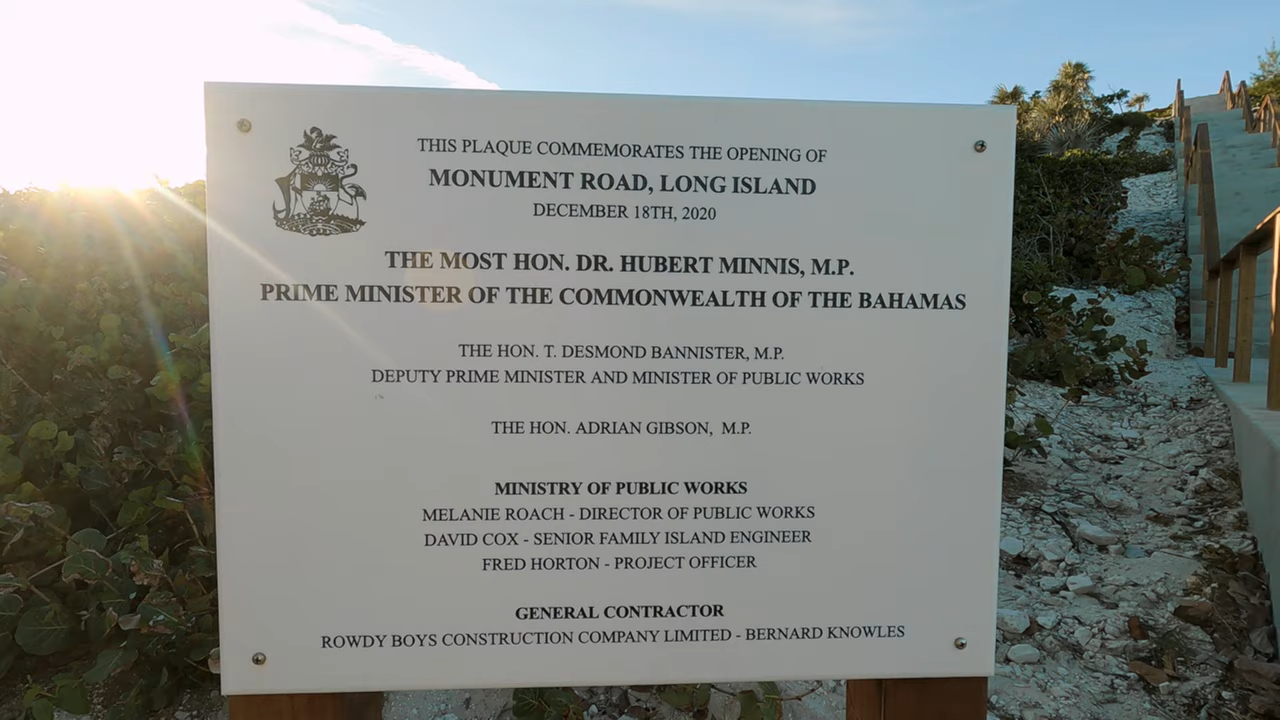 THIS PLAQUE COMMEMORATES THE OPENING OF
MONUMENT ROAD, LONG ISLAND
DECEMBER 18TH, 2020
THE MOST HON. DR. HUBERT MINNIS, M.P.
PRIME MINISTER OF THE COMMONWEALTH OF THE BAHAMAS
THE HON. T. DESMOND BANNISTER, M.P.
DEPUTY PRIME MINISTER AND MINISTER OF PUBLIC WORKS
THE HON. ADRIAN GIBSON, M.P.
MINISTRY OF PUBLIC WORKS
MELANIE ROACH - DIRECTOR OF PUBLIC WORKS
DAVID COX - SENIOR FAMILY ISLAND ENGINEER
FRED HORTON - PROJECT OFFICER
GENERAL CONTRACTOR
ROWDY BOYS CONSTRUCTION COMPANY LIMITED - BERNARD KNOWLES